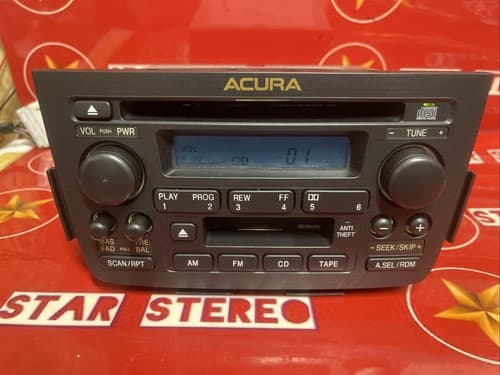 ACURA
VOL PUSH PWR
- TUNE +
VOL
CD 01
PLAY PROG REW FF
1 2 3 4 5 6
ANTI
THEFT
BAS TRE
FAD PULL BAL
- SEEK/SKIP +
SCAN/RPT AM FM CD TAPE A.SEL/RDM
STAR STEREO